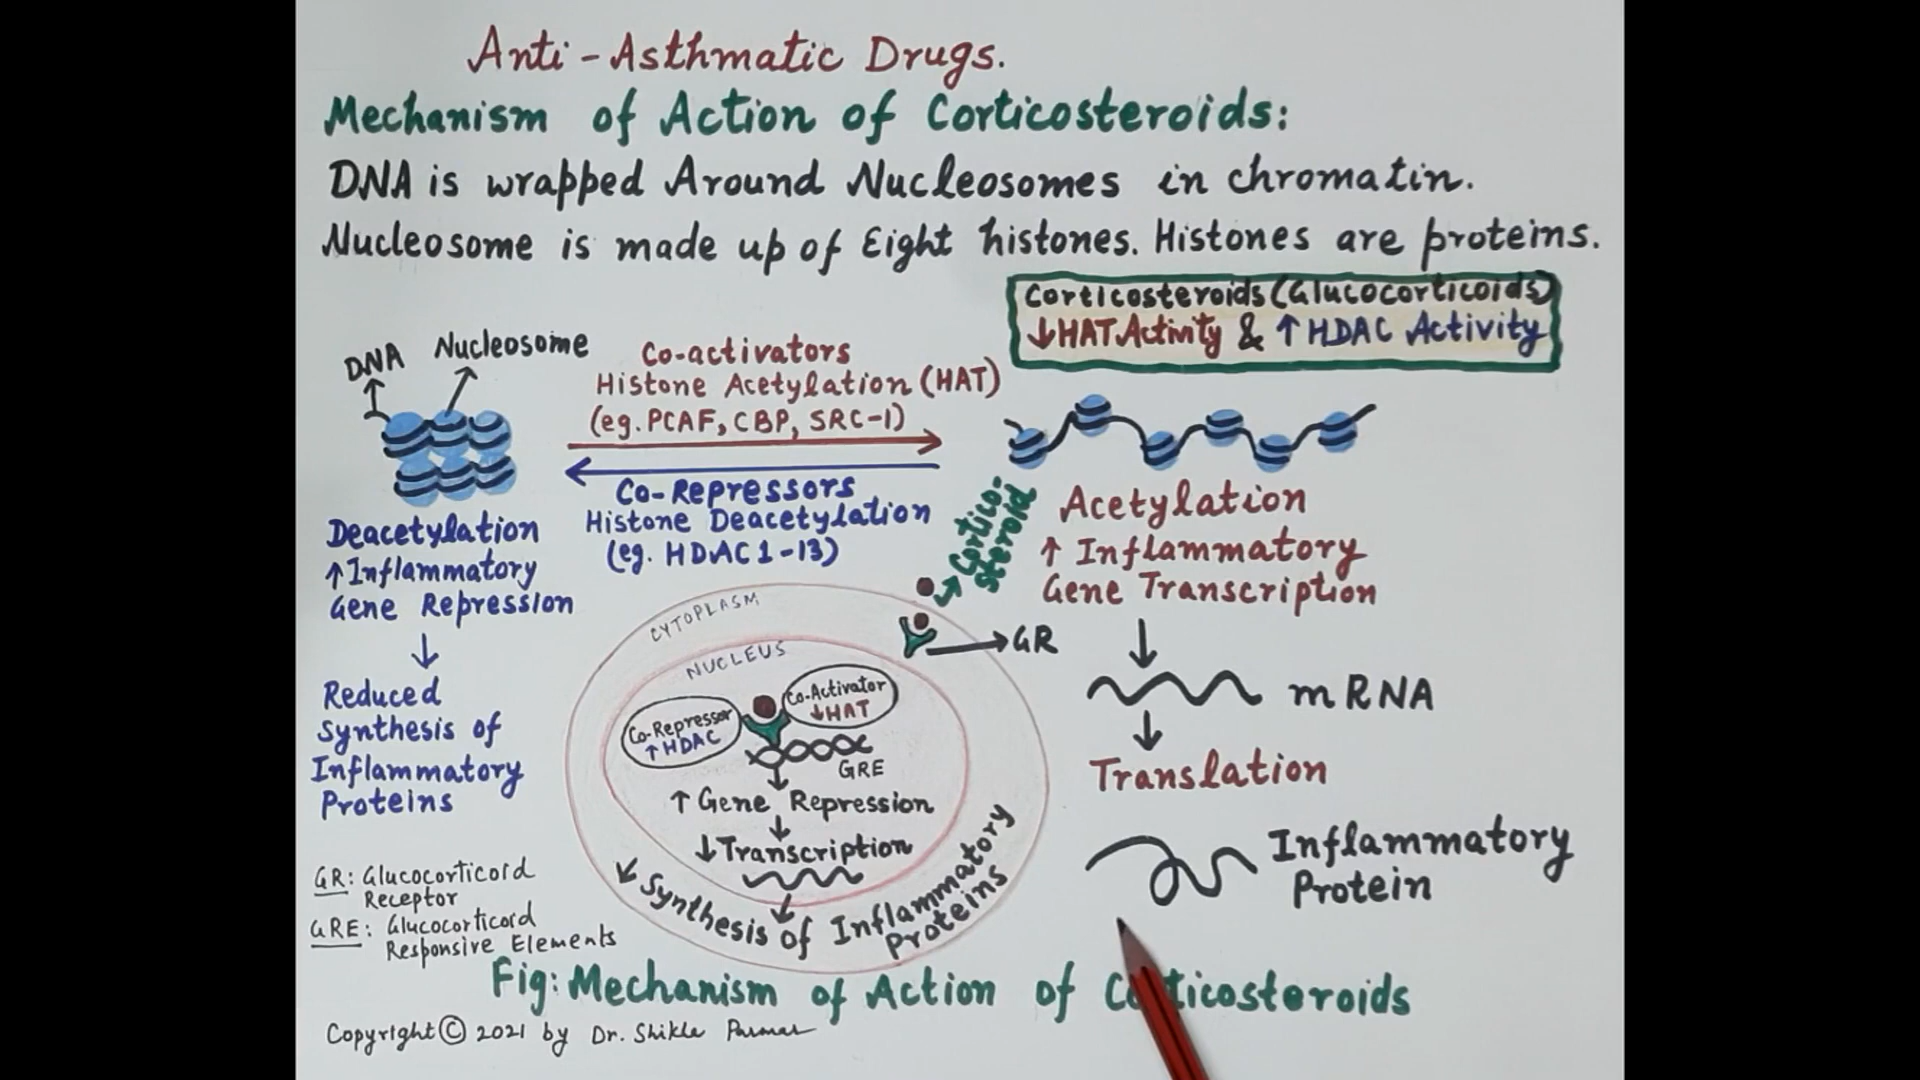 Anti-Asthmatic Drugs.
Mechanism of Action of Corticosteroids:
DNA is wrapped Around Nucleosomes in chromatin.
Nucleosome is made up of Eight histones. Histones are proteins.
Corticosteroids (Glucocorticoids)
↓HAT Activity & ↑HDAC Activity
DNA
Nucleosome
Co-activators
Histone Acetylation (HAT)
(eg. PCAF, CBP, SRC-1)
Co-Repressors
Histone Deacetylation
(eg. HDAC1-13)
Deacetylation
↑Inflammatory
Gene Repression
↓
Reduced
Synthesis of
Inflammatory
Proteins
Cortico-
steroid
Acetylation
↑ Inflammatory
Gene Transcription
↓
mRNA
↓
Translation
Inflammatory
Protein
CYTOPLASM
GR
NUCLEUS
Co-Repressor
↑HDAC
Co-Activator
↓HAT
GRE
↑ Gene Repression
↓Transcription
↓ Synthesis of Inflammatory
Proteins
GR: Glucocorticord
Receptor
GRE: Glucocorticord
Responsive Elements
Fig: Mechanism of Action of Corticosteroids
Copyright © 2021 by Dr. Shikha Parmar